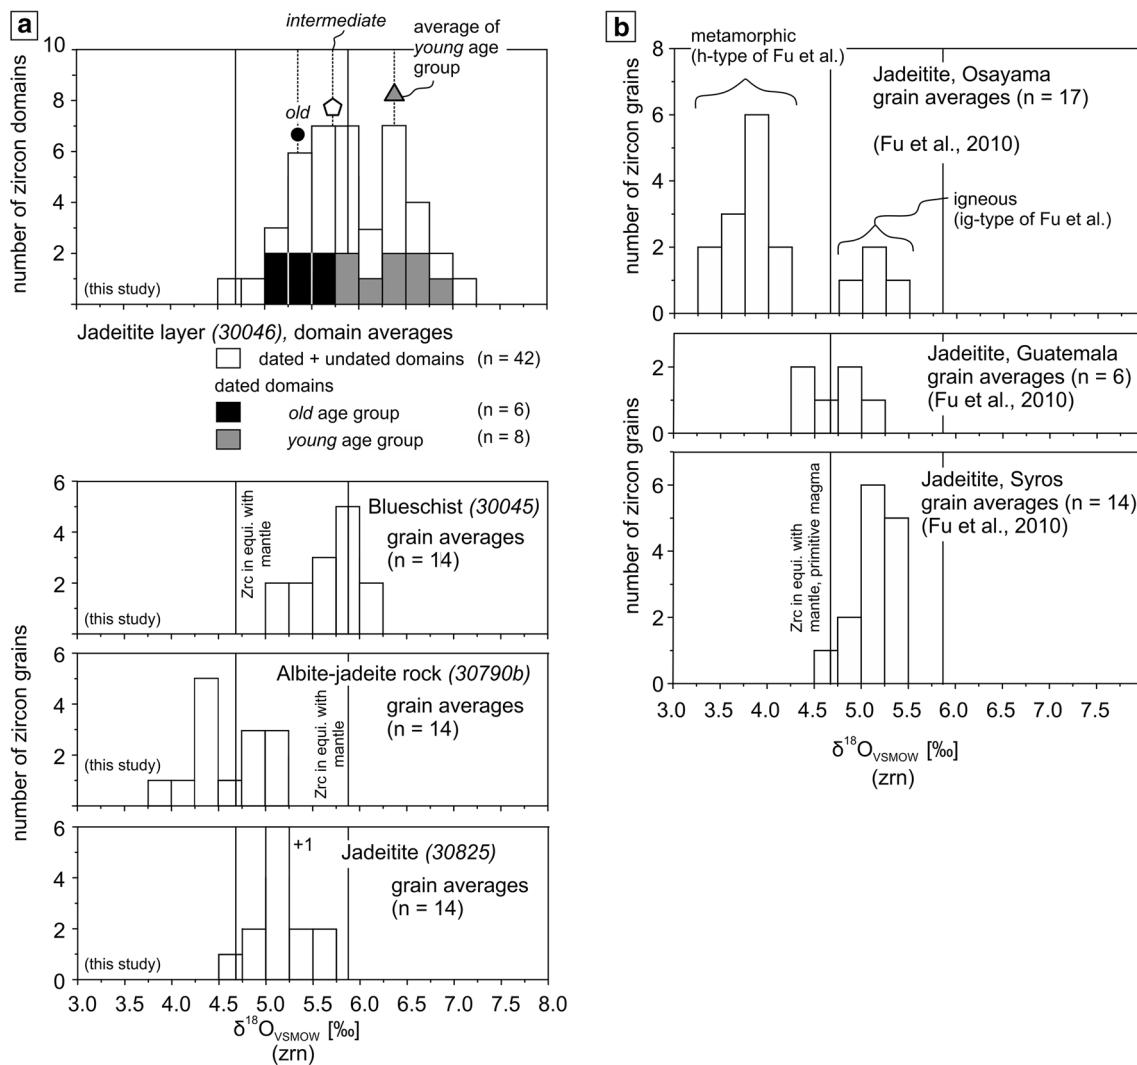 a
intermediate
average of
young age
group
old
10
8
6
4
2
0
number of zircon domains
(this study)
Jadeitite layer (30046), domain averages
dated + undated domains (n = 42)
dated domains
old age group (n = 6)
young age group (n = 8)
6
4
2
0
Zrc in equi. with
mantle
Blueschist (30045)
grain averages
(n = 14)
(this study)
number of zircon grains
6
4
2
0
Albite-jadeite rock (30790b)
grain averages
(n = 14)
Zrc in equi. with
mantle
(this study)
6
4
2
0
+1
Jadeitite (30825)
grain averages
(n = 14)
(this study)
3.0 4.0 4.5 5.0 5.5 6.0 6.5 7.0 7.5 8.0
δ18OVSMOW [‰]
(zrn)
b
metamorphic
(h-type of Fu et al.)
Jadeitite, Osayama
grain averages (n = 17)
(Fu et al., 2010)
igneous
(ig-type of Fu et al.)
8
6
4
2
0
number of zircon grains
Jadeitite, Guatemala
grain averages (n = 6)
(Fu et al., 2010)
2
0
number of zircon grains
Jadeitite, Syros
grain averages (n = 14)
(Fu et al., 2010)
Zrc in equi. with
mantle, primitive magma
6
4
2
0
3.0 3.5 4.0 4.5 5.0 5.5 6.0 6.5 7.0 7.5
δ18OVSMOW [‰]
(zrn)